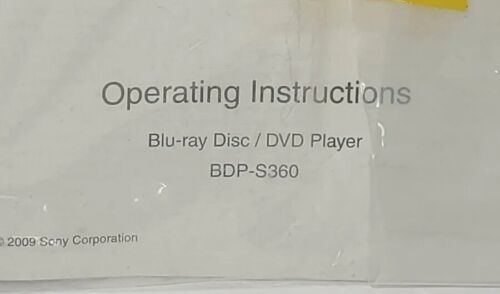 Operating Instructions
Blu-ray Disc / DVD Player
BDP-S360
© 2009 Sony Corporation